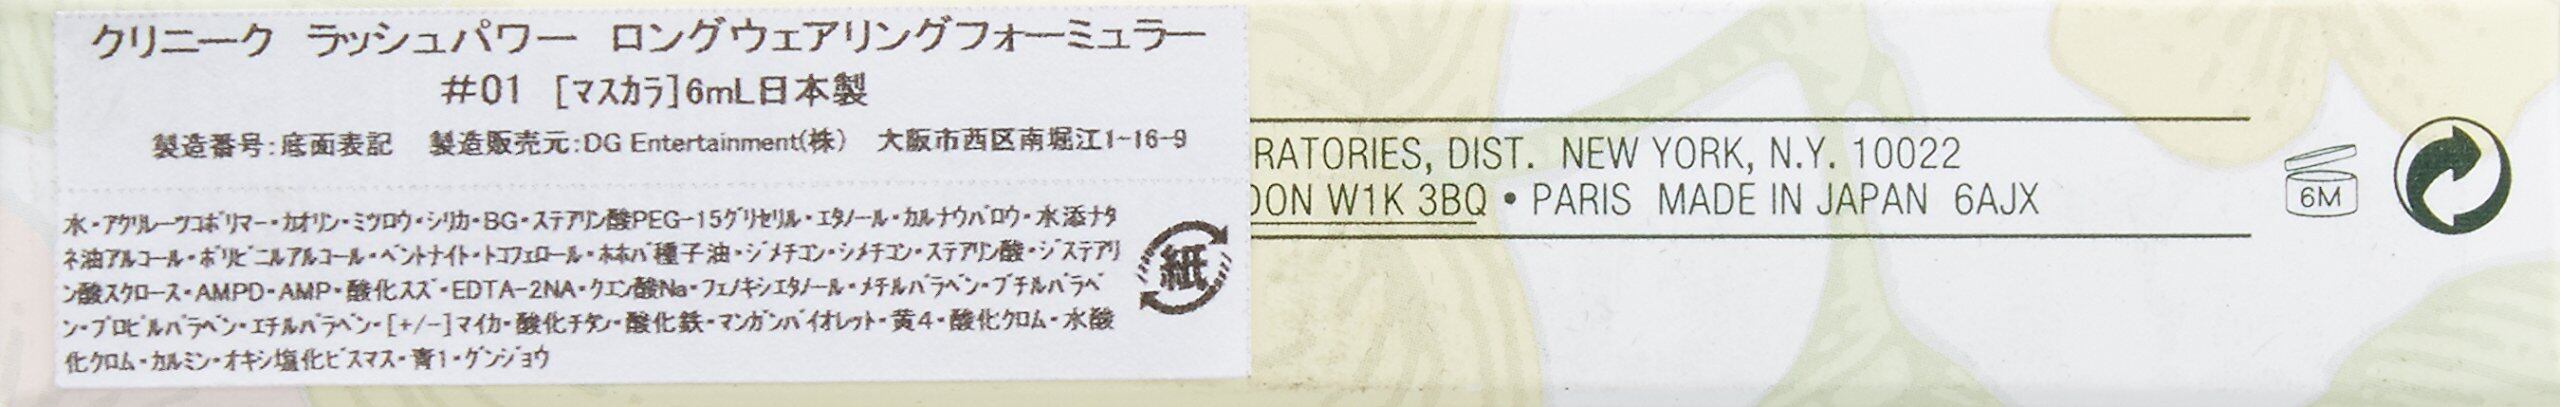 クリニーク ラッシュパワー ロングウェアリングフォーミュラー
#01 [マスカラ]6mL日本製
製造番号:底面表記 製造販売元:DG Entertainment(株) 大阪市西区南堀江1-16-9
水・アクリレーツコポリマー・カオリン・ミツロウ・シリカ・BG・ステアリン酸PEG-15グリセリル・エタノール・カルナウバロウ・水添ナタ
ネ油アルコール・ポリビニルアルコール・ベントナイト・トコフェロール・ホホバ種子油・ジメチコン・シメチコン・ステアリン酸・ジステアリ
ン酸スクロース・AMPD・AMP・酸化スズ・EDTA-2NA・クエン酸Na・フェノキシエタノール・メチルパラベン・ブチルパラベ
ン・プロピルパラベン・エチルパラベン・[+/-]マイカ・酸化チタン・酸化鉄・マンガンバイオレット・黄4・酸化クロム・水酸
化クロム・カルミン・オキシ塩化ビスマス・青1・グンジョウ
紙
RATORIES, DIST. NEW YORK, N.Y. 10022
DON W1K 3BQ • PARIS MADE IN JAPAN 6AJX
6M